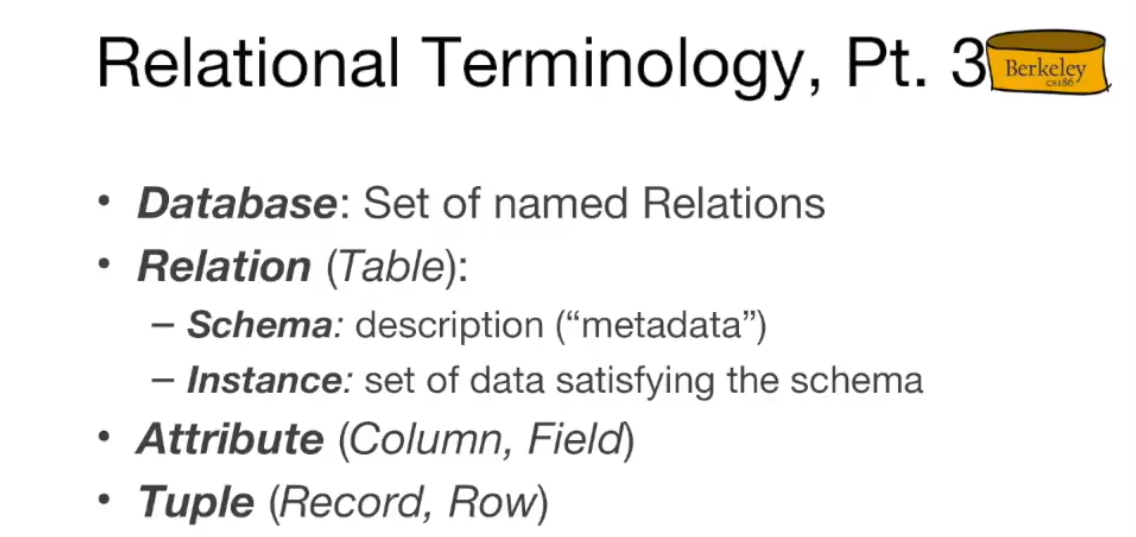 Relational Terminology, Pt. 3
Berkeley
cs186
• Database: Set of named Relations
• Relation (Table):
– Schema: description (“metadata”)
– Instance: set of data satisfying the schema
• Attribute (Column, Field)
• Tuple (Record, Row)